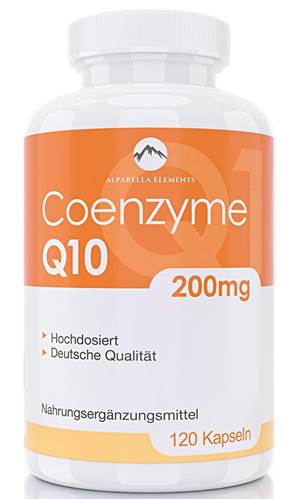 ALPARELLA ELEMENTS
Coenzyme
Q10
200mg
Hochdosiert
Deutsche Qualität
Nahrungsergänzungsmittel
120 Kapseln